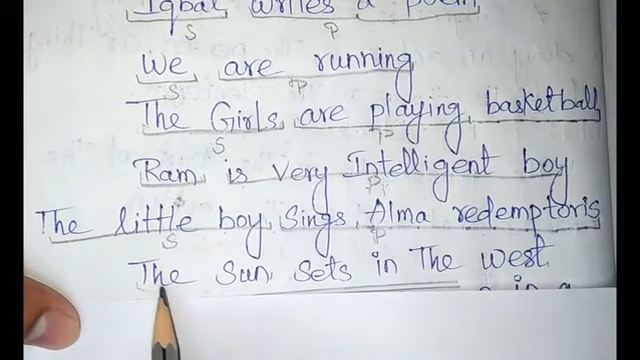 Iqbal writes a poem
S P
We are running
S P
The Girls are playing basketball
S P
Ram is very Intelligent boy
S P
The little boy Sings Alma redemptoris
S P
The Sun Sets in The west